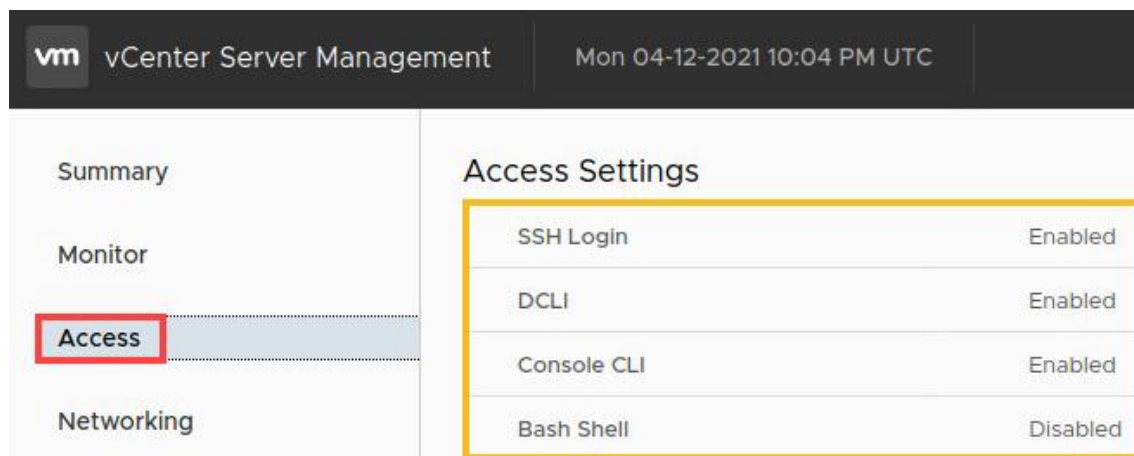 vm vCenter Server Management Mon 04-12-2021 10:04 PM UTC
Summary
Monitor
Access
Networking
Access Settings
SSH Login Enabled
DCLI Enabled
Console CLI Enabled
Bash Shell Disabled